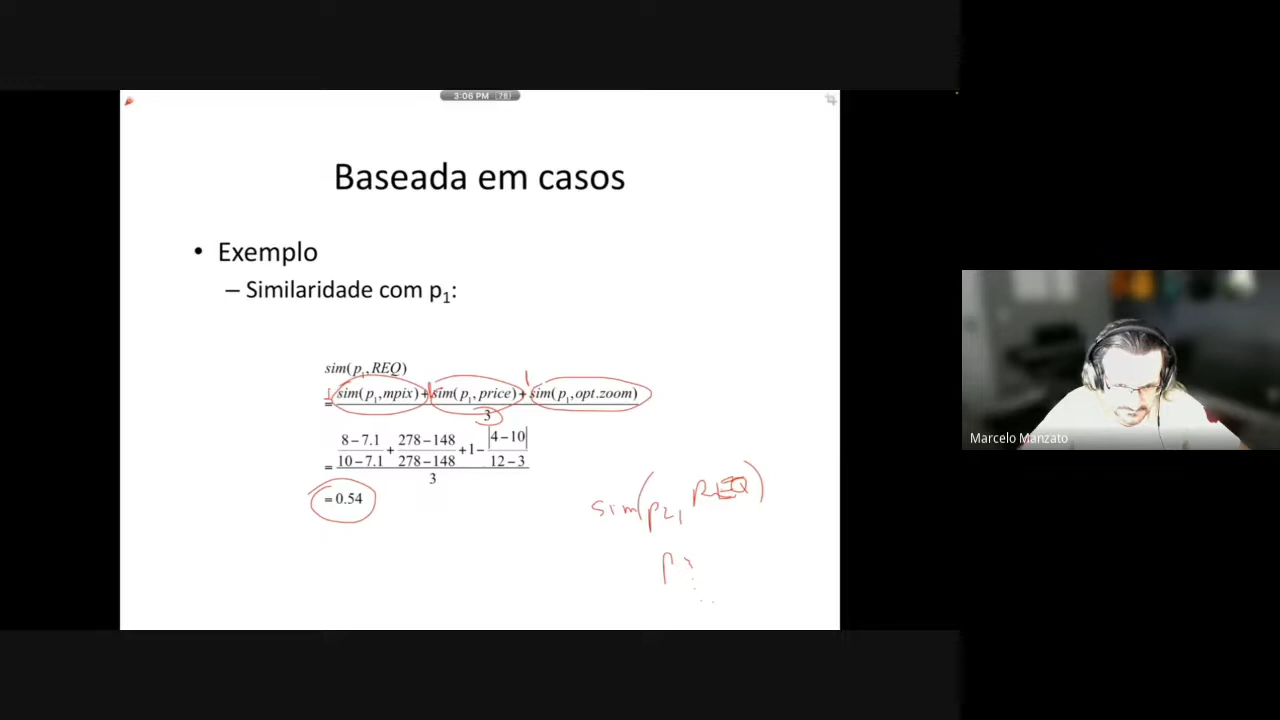 3:06 PM (79)
Baseada em casos
• Exemplo
– Similaridade com p₁:
sim(p₁,REQ)
= sim(p₁,mpix)+sim(p₁,price)+sim(p₁,opt.zoom) / 3
= 8−7.1 / 10−7.1 + 278−148 / 278−148 + 1− |4−10| / 12−3 / 3
= 0.54
sim(p2, REQ)
Marcelo Manzato